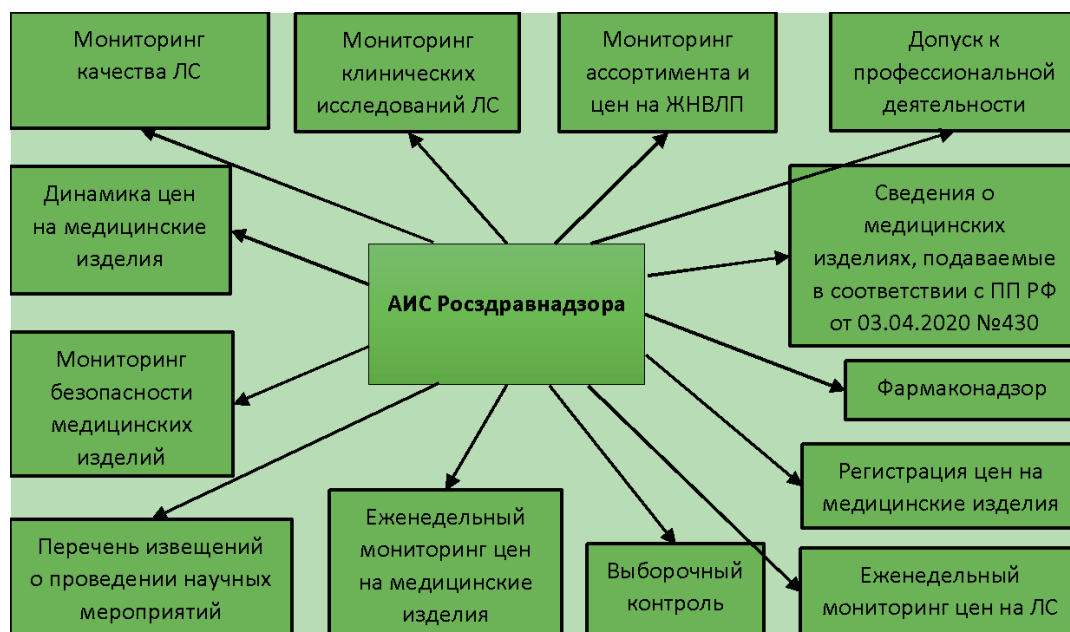 Мониторинг
качества ЛС
Мониторинг
клинических
исследований ЛС
Мониторинг
ассортимента и
цен на ЖНВЛП
Допуск к
профессиональной
деятельности
Динамика цен
на медицинские
изделия
Сведения о
медицинских
изделиях, подаваемые
в соответствии с ПП РФ
от 03.04.2020 №430
АИС Росздравнадзора
Мониторинг
безопасности
медицинских
изделий
Фармаконадзор
Регистрация цен на
медицинские изделия
Перечень извещений
о проведении научных
мероприятий
Еженедельный
мониторинг цен
на медицинские
изделия
Выборочный
контроль
Еженедельный
мониторинг цен на ЛС